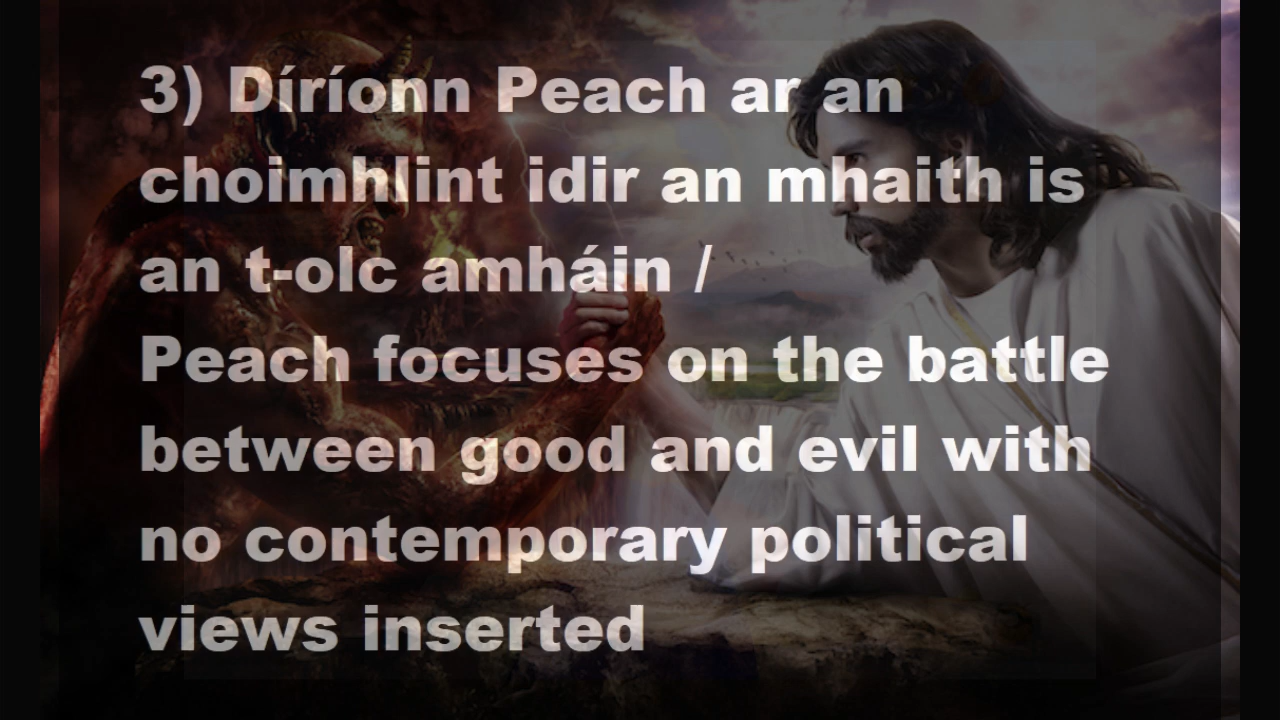 3) Díríonn Peach ar an
choimhlint idir an mhaith is
an t-olc amháin /
Peach focuses on the battle
between good and evil with
no contemporary political
views inserted